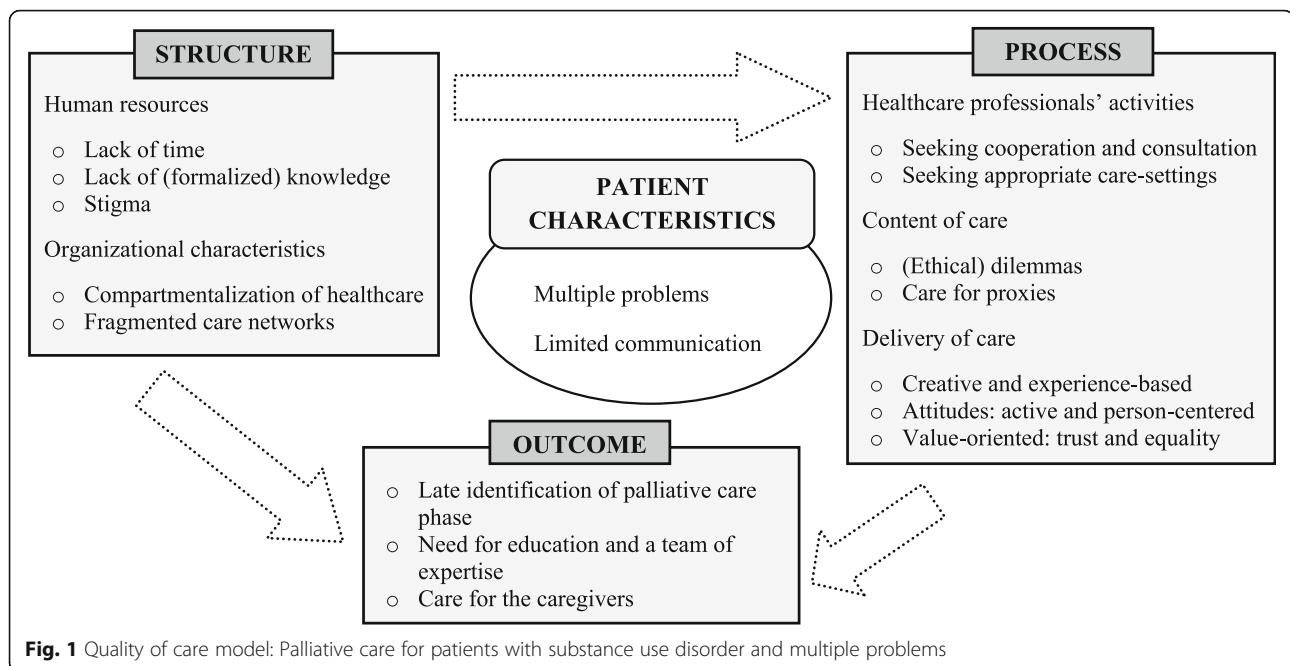 STRUCTURE
Human resources
o Lack of time
o Lack of (formalized) knowledge
o Stigma
Organizational characteristics
o Compartmentalization of healthcare
o Fragmented care networks
PATIENT
CHARACTERISTICS
Multiple problems
Limited communication
PROCESS
Healthcare professionals’ activities
o Seeking cooperation and consultation
o Seeking appropriate care-settings
Content of care
o (Ethical) dilemmas
o Care for proxies
Delivery of care
o Creative and experience-based
o Attitudes: active and person-centered
o Value-oriented: trust and equality
OUTCOME
o Late identification of palliative care
phase
o Need for education and a team of
expertise
o Care for the caregivers
Fig. 1 Quality of care model: Palliative care for patients with substance use disorder and multiple problems